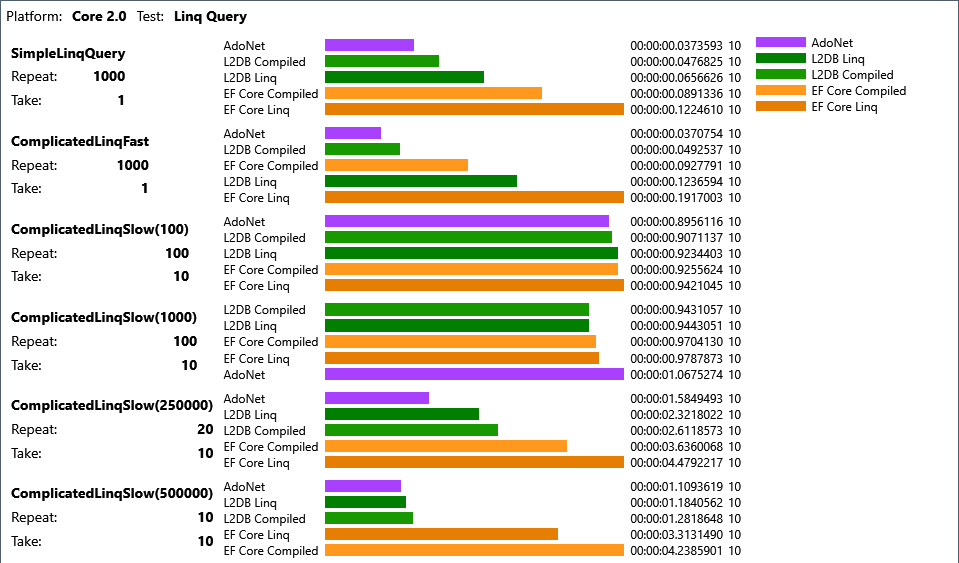 Platform: Core 2.0 Test: Linq Query
SimpleLinqQuery
Repeat: 1000
Take: 1
AdoNet 00:00:00.0373593 10
L2DB Compiled 00:00:00.0476825 10
L2DB Linq 00:00:00.0656626 10
EF Core Compiled 00:00:00.0891336 10
EF Core Linq 00:00:00.1224610 10
AdoNet
L2DB Linq
L2DB Compiled
EF Core Compiled
EF Core Linq
ComplicatedLinqFast
Repeat: 1000
Take: 1
AdoNet 00:00:00.0370754 10
L2DB Compiled 00:00:00.0492537 10
EF Core Compiled 00:00:00.0927791 10
L2DB Linq 00:00:00.1236594 10
EF Core Linq 00:00:00.1917003 10
ComplicatedLinqSlow(100)
Repeat: 100
Take: 10
AdoNet 00:00:00.8956116 10
L2DB Compiled 00:00:00.9071137 10
L2DB Linq 00:00:00.9234403 10
EF Core Compiled 00:00:00.9255624 10
EF Core Linq 00:00:00.9421045 10
ComplicatedLinqSlow(1000)
Repeat: 100
Take: 10
L2DB Compiled 00:00:00.9431057 10
L2DB Linq 00:00:00.9443051 10
EF Core Compiled 00:00:00.9704130 10
EF Core Linq 00:00:00.9787873 10
AdoNet 00:00:01.0675274 10
ComplicatedLinqSlow(250000)
Repeat: 20
Take: 10
AdoNet 00:00:01.5849493 10
L2DB Linq 00:00:02.3218022 10
L2DB Compiled 00:00:02.6118573 10
EF Core Compiled 00:00:03.6360068 10
EF Core Linq 00:00:04.4792217 10
ComplicatedLinqSlow(500000)
Repeat: 10
Take: 10
AdoNet 00:00:01.1093619 10
L2DB Linq 00:00:01.1840562 10
L2DB Compiled 00:00:01.2818648 10
EF Core Linq 00:00:03.3131490 10
EF Core Compiled 00:00:04.2385901 10